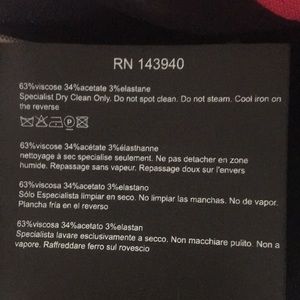 RN 143940
63%viscose 34%acetate 3%elastane
Specialist Dry Clean Only. Do not spot clean. Do not steam. Cool iron on
the reverse
63%viscose 34%acétate 3%élasthanne
nettoyage à sec specialise seulement. Ne pas detacher en zone
humide. Repassage sans vapeur. Repassage doux sur l'envers
63%viscosa 34%acetato 3%elastano
Sólo Especialista limpiar en seco. No limpiar las manchas. No de vapor.
Plancha fría en el reverso
63%viscosa 34%acetato 3%elastan
Specialista lavare esclusivamente a secco. Non macchiare pulito. Non a
vapore. Raffreddare ferro sul rovescio